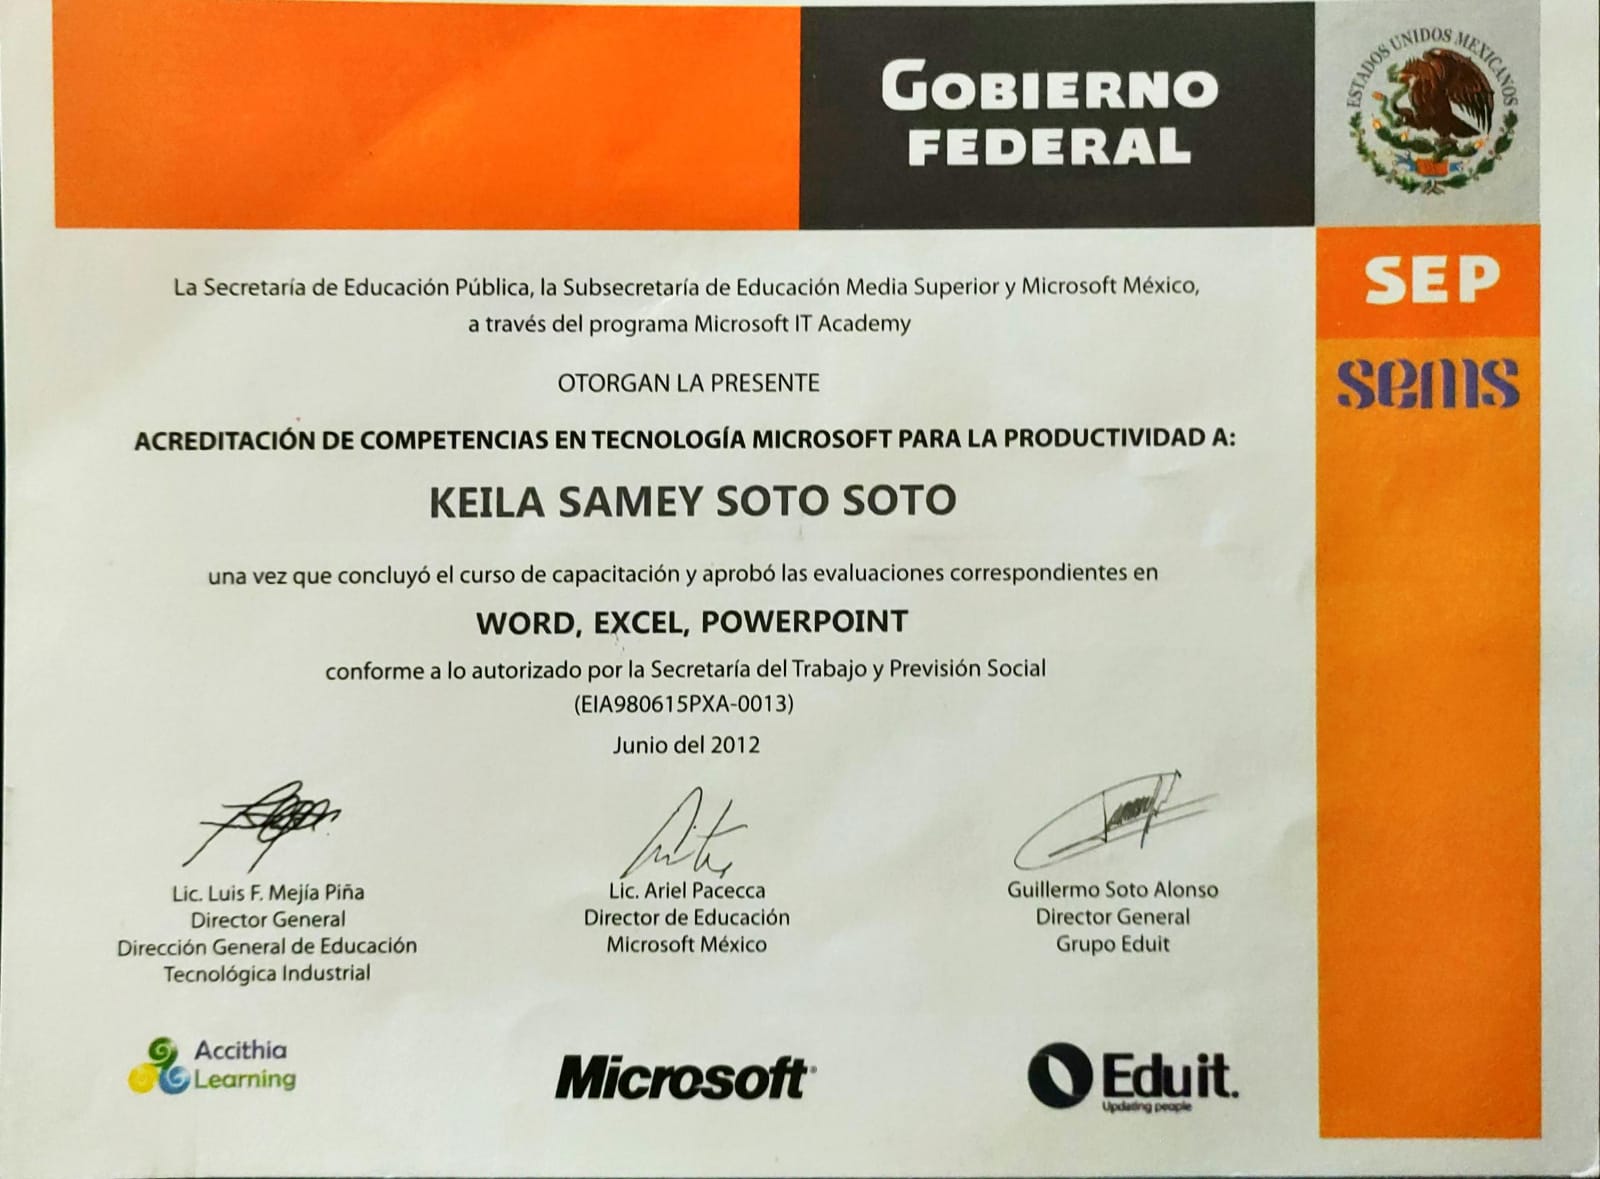 GOBIERNO
FEDERAL
ESTADOS UNIDOS MEXICANOS
SEP
sems
La Secretaría de Educación Pública, la Subsecretaría de Educación Media Superior y Microsoft México,
a través del programa Microsoft IT Academy
OTORGAN LA PRESENTE
ACREDITACIÓN DE COMPETENCIAS EN TECNOLOGÍA MICROSOFT PARA LA PRODUCTIVIDAD A:
KEILA SAMEY SOTO SOTO
una vez que concluyó el curso de capacitación y aprobó las evaluaciones correspondientes en
WORD, EXCEL, POWERPOINT
conforme a lo autorizado por la Secretaría del Trabajo y Previsión Social
(EIA980615PXA-0013)
Junio del 2012
Lic. Luis F. Mejía Piña
Director General
Dirección General de Educación
Tecnológica Industrial
Lic. Ariel Pacecca
Director de Educación
Microsoft México
Guillermo Soto Alonso
Director General
Grupo Eduit
Accithia
Learning
Microsoft
Eduit.
Updating people